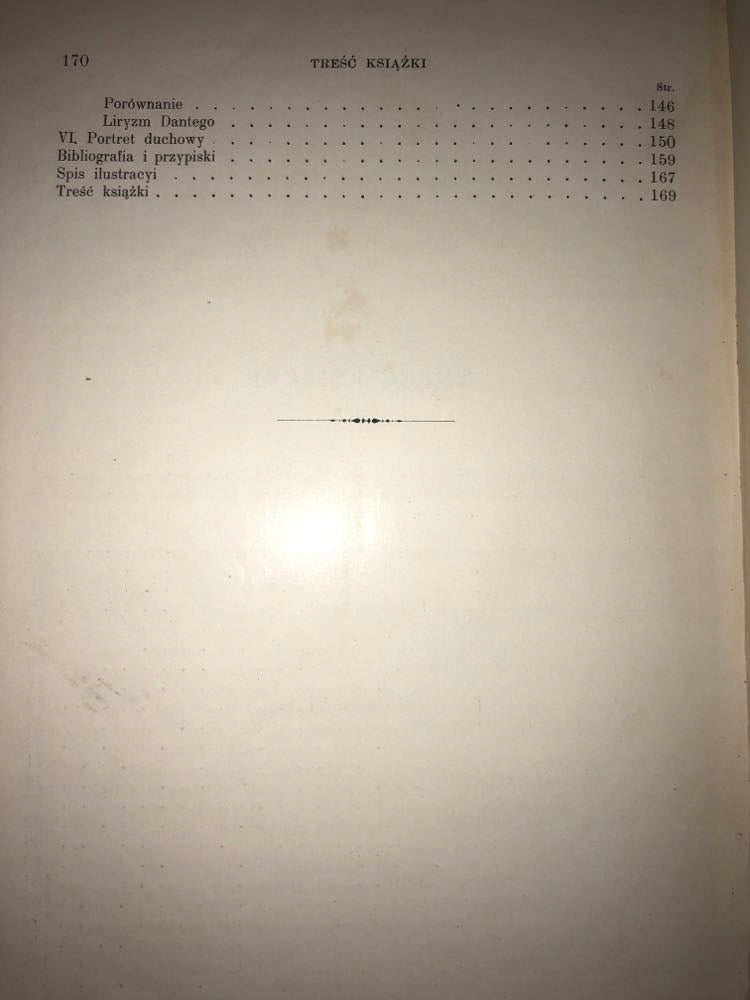 170 TREŚĆ KSIĄŻKI
Str.
Porównanie . . . . . . . . . . . . . . . . . . . . . . . . . 146
Liryzm Dantego . . . . . . . . . . . . . . . . . . . . . . . 148
VI. Portret duchowy . . . . . . . . . . . . . . . . . . . . . . . 150
Bibliografia i przypiski . . . . . . . . . . . . . . . . . . . . . . . 159
Spis ilustracyi . . . . . . . . . . . . . . . . . . . . . . . . . . 167
Treść książki . . . . . . . . . . . . . . . . . . . . . . . . . . . 169